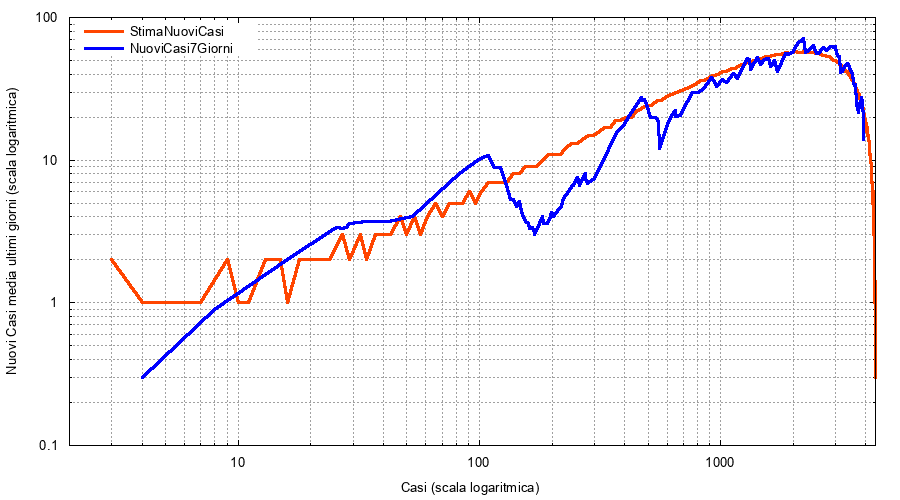 StimaNuoviCasi
NuoviCasi7Giorni
Nuovi Casi media ultimi giorni (scala logaritmica)
100
10
1
0.1
10
100
1000
Casi (scala logaritmica)